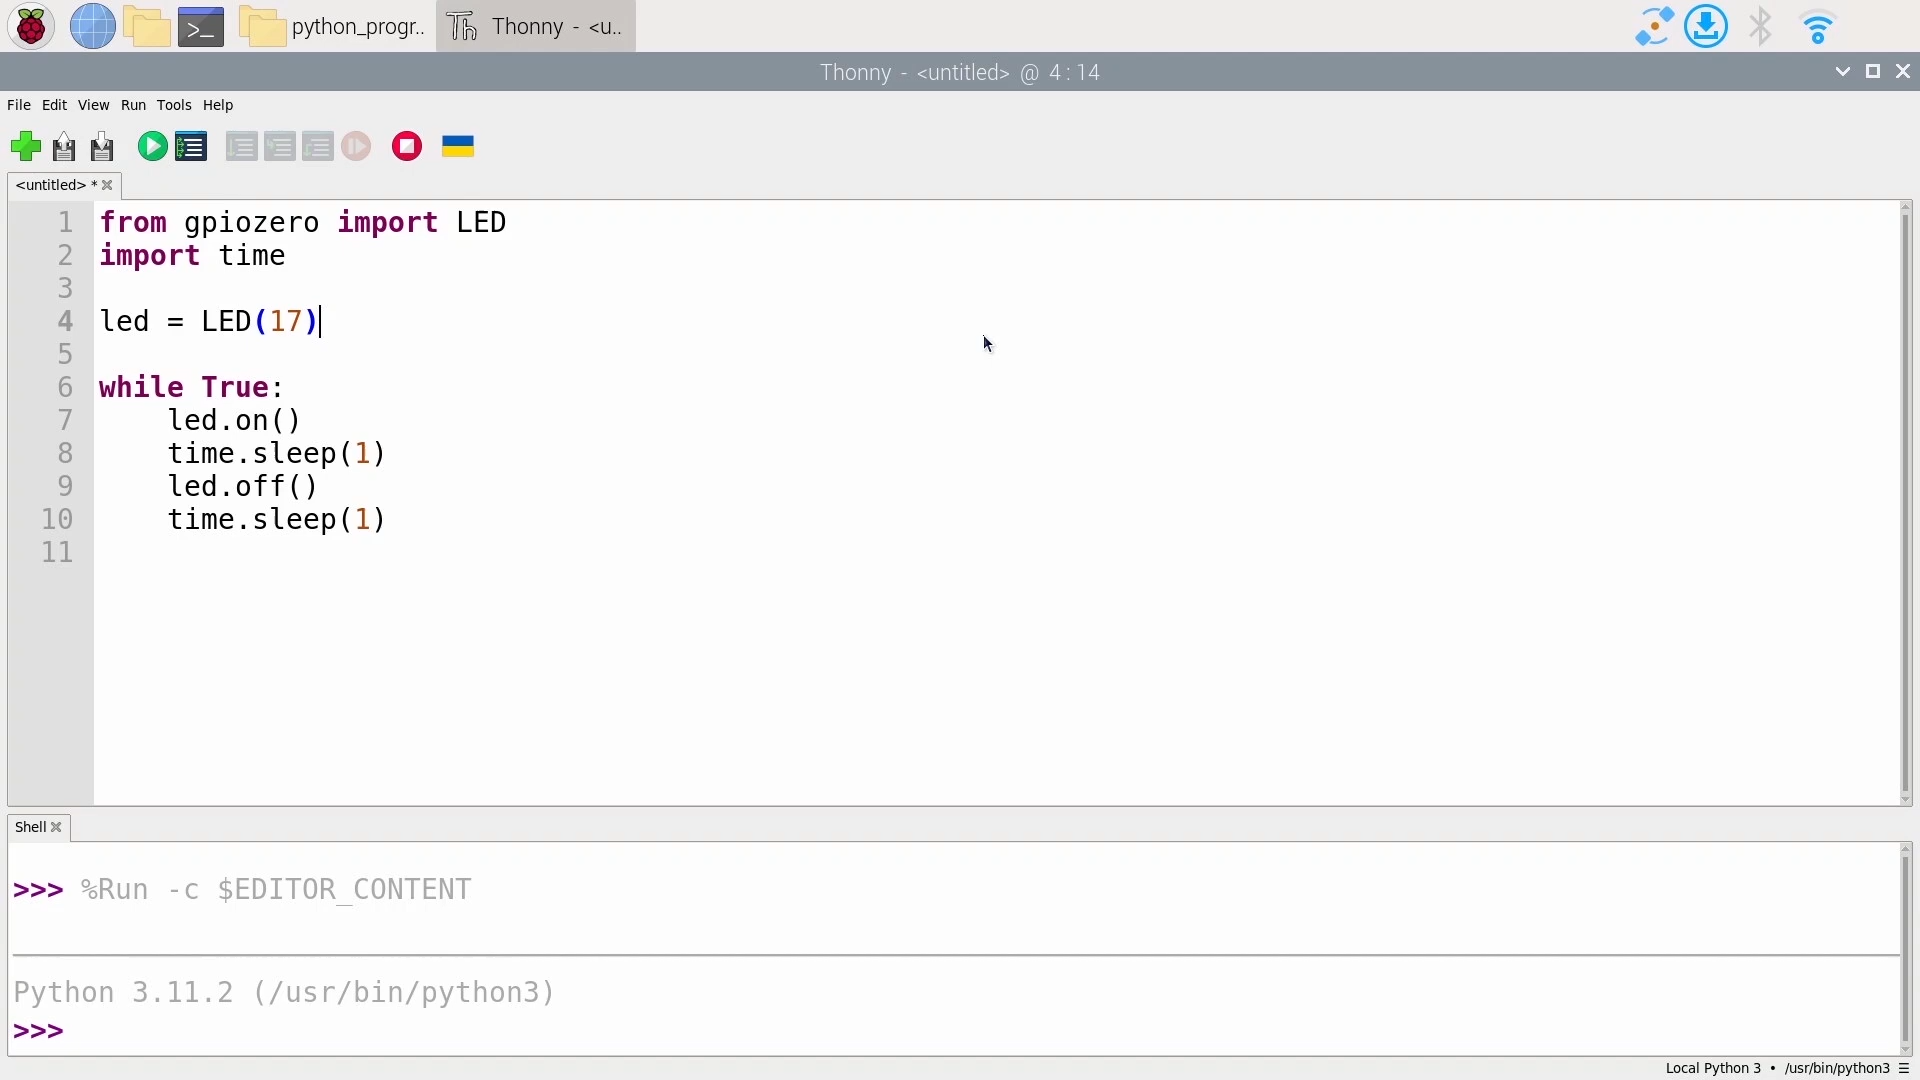 python_progr..
Thonny - <u..
Thonny - <untitled> @ 4:14
File Edit View Run Tools Help
<untitled> *
1 from gpiozero import LED
2 import time
3
4 led = LED(17)
5
6 while True:
7     led.on()
8     time.sleep(1)
9     led.off()
10     time.sleep(1)
11
Shell
>>> %Run -c $EDITOR_CONTENT
Python 3.11.2 (/usr/bin/python3)
>>>
Local Python 3 • /usr/bin/python3 ☰